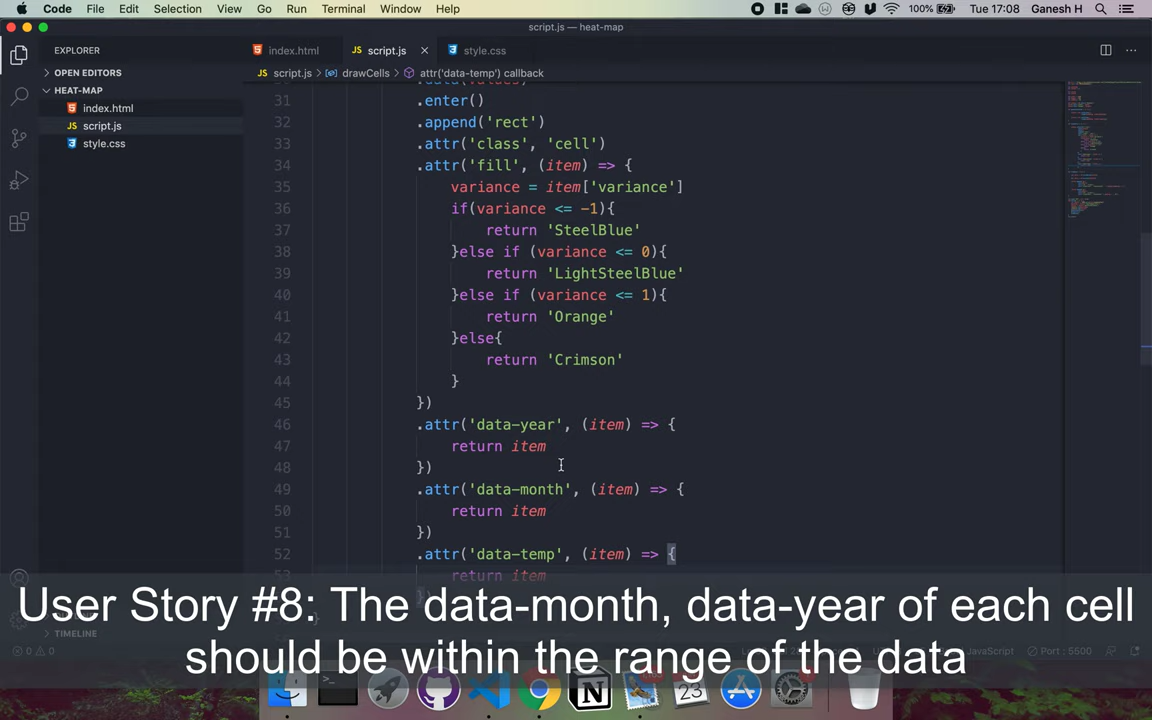 Code File Edit Selection View Go Run Terminal Window Help 100% Tue 17:08 Ganesh H
script.js — heat-map
EXPLORER
index.html script.js style.css
OPEN EDITORS
script.js > drawCells > attr('data-temp') callback
HEAT-MAP
index.html
script.js
style.css
31 .enter()
32 .append('rect')
33 .attr('class', 'cell')
34 .attr('fill', (item) => {
35 variance = item['variance']
36 if(variance <= -1){
37 return 'SteelBlue'
38 }else if (variance <= 0){
39 return 'LightSteelBlue'
40 }else if (variance <= 1){
41 return 'Orange'
42 }else{
43 return 'Crimson'
44 }
45 })
46 .attr('data-year', (item) => {
47 return item
48 })
49 .attr('data-month', (item) => {
50 return item
51 })
52 .attr('data-temp', (item) => {
53 return item
User Story #8: The data-month, data-year of each cell
should be within the range of the data
TIMELINE
0 0
JavaScript Port : 5500
23